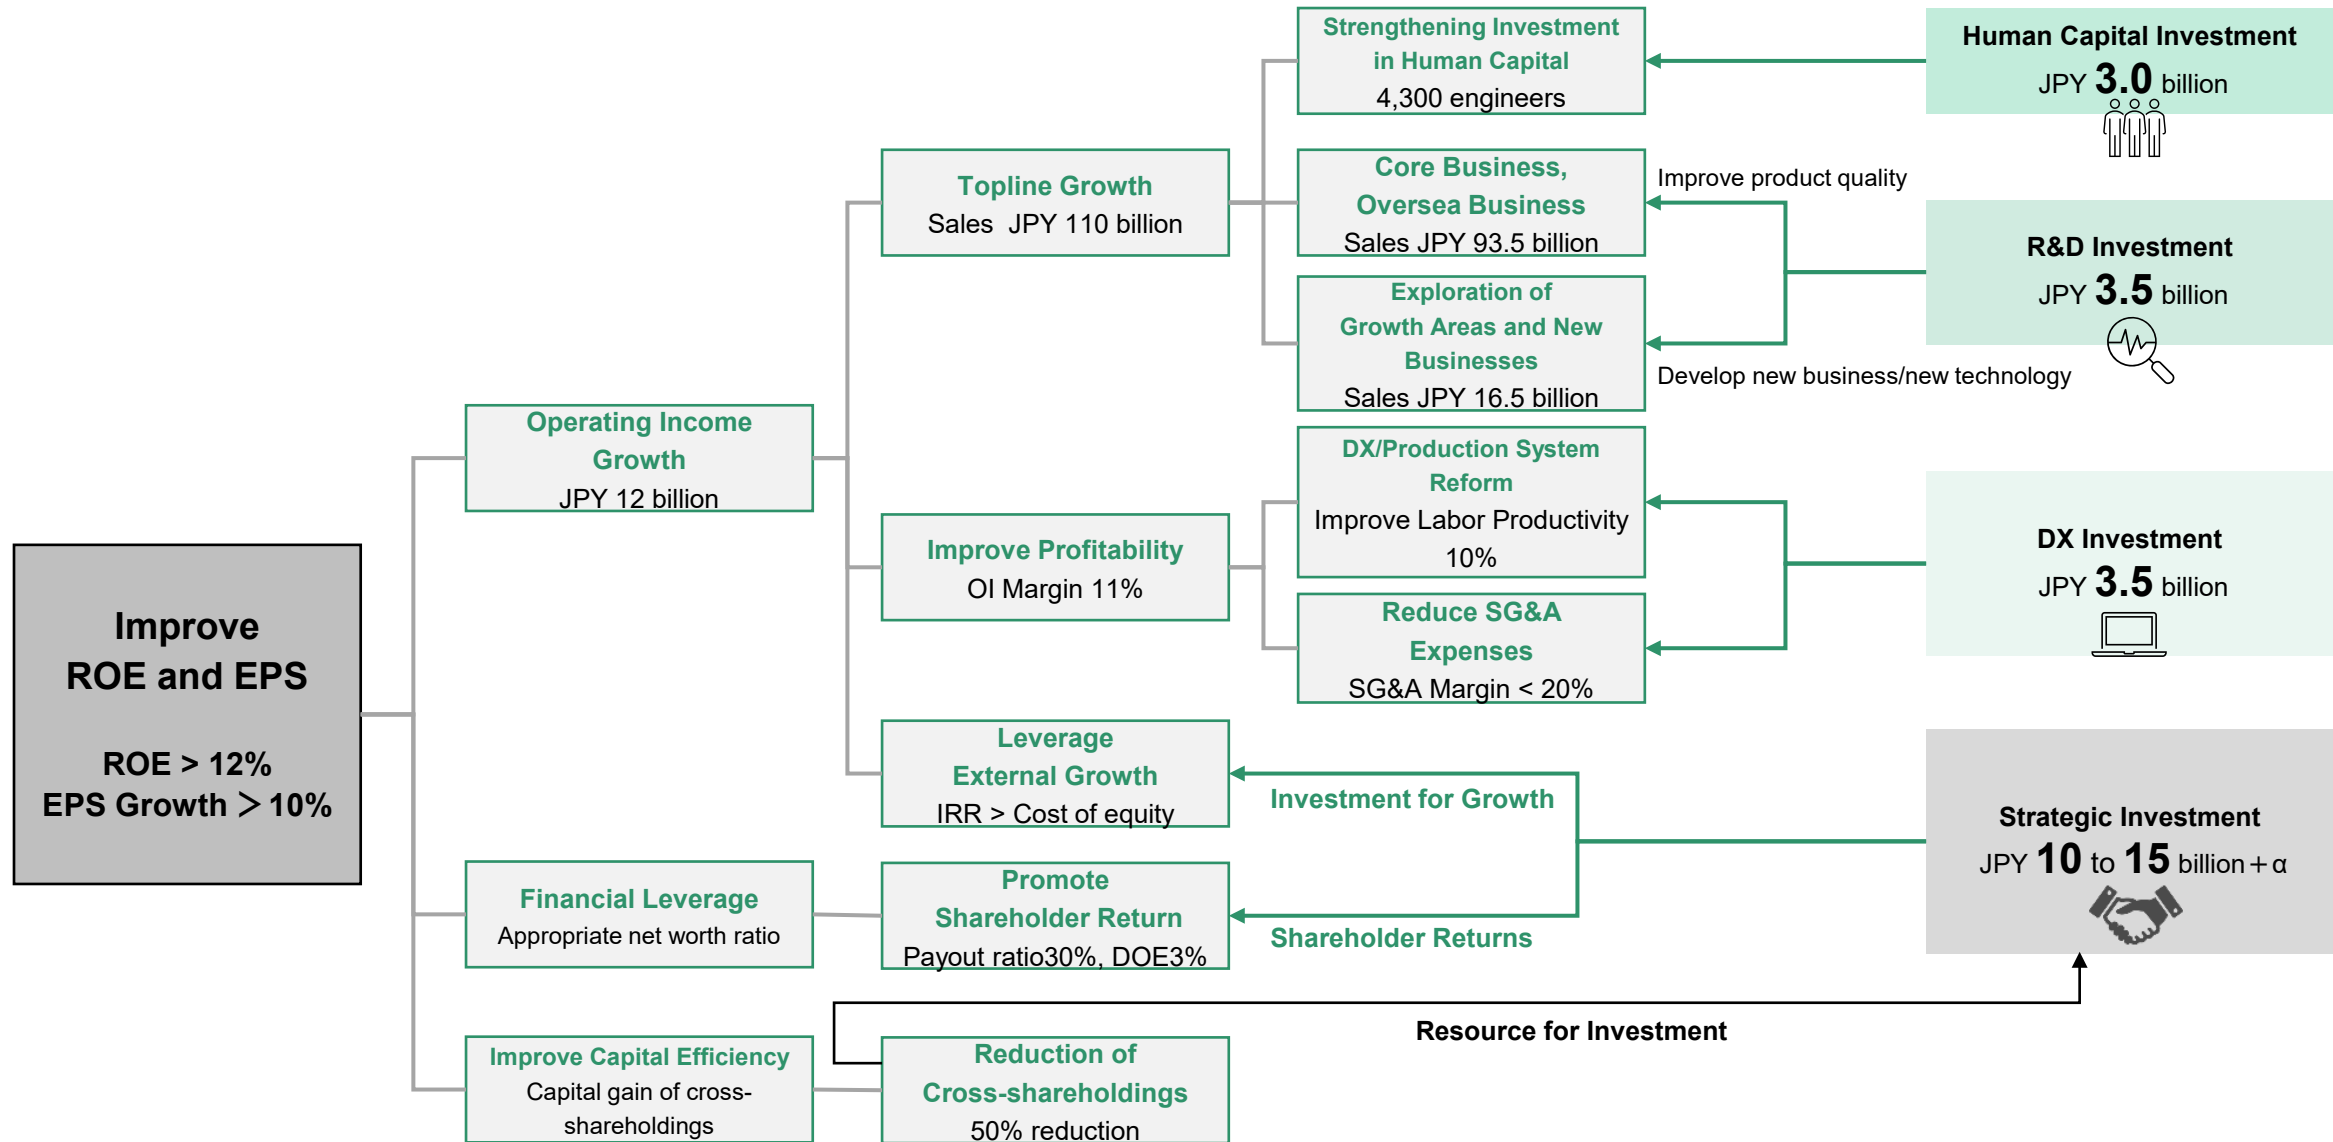 Improve
ROE and EPS
ROE > 12%
EPS Growth ＞10%
Operating Income
Growth
JPY 12 billion
Financial Leverage
Appropriate net worth ratio
Improve Capital Efficiency
Capital gain of cross-
shareholdings
Topline Growth
Sales  JPY 110 billion
Improve Profitability
OI Margin 11%
Leverage
External Growth
IRR > Cost of equity
Promote
Shareholder Return
Payout ratio30%, DOE3%
Reduction of
Cross-shareholdings
50% reduction
Strengthening Investment
in Human Capital
4,300 engineers
Core Business,
Oversea Business
Sales JPY 93.5 billion
Exploration of
Growth Areas and New
Businesses
Sales JPY 16.5 billion
DX/Production System
Reform
Improve Labor Productivity
10%
Reduce SG&A
Expenses
SG&A Margin < 20%
Improve product quality
Develop new business/new technology
Investment for Growth
Shareholder Returns
Resource for Investment
Human Capital Investment
JPY 3.0 billion
R&D Investment
JPY 3.5 billion
DX Investment
JPY 3.5 billion
Strategic Investment
JPY 10 to 15 billion＋α